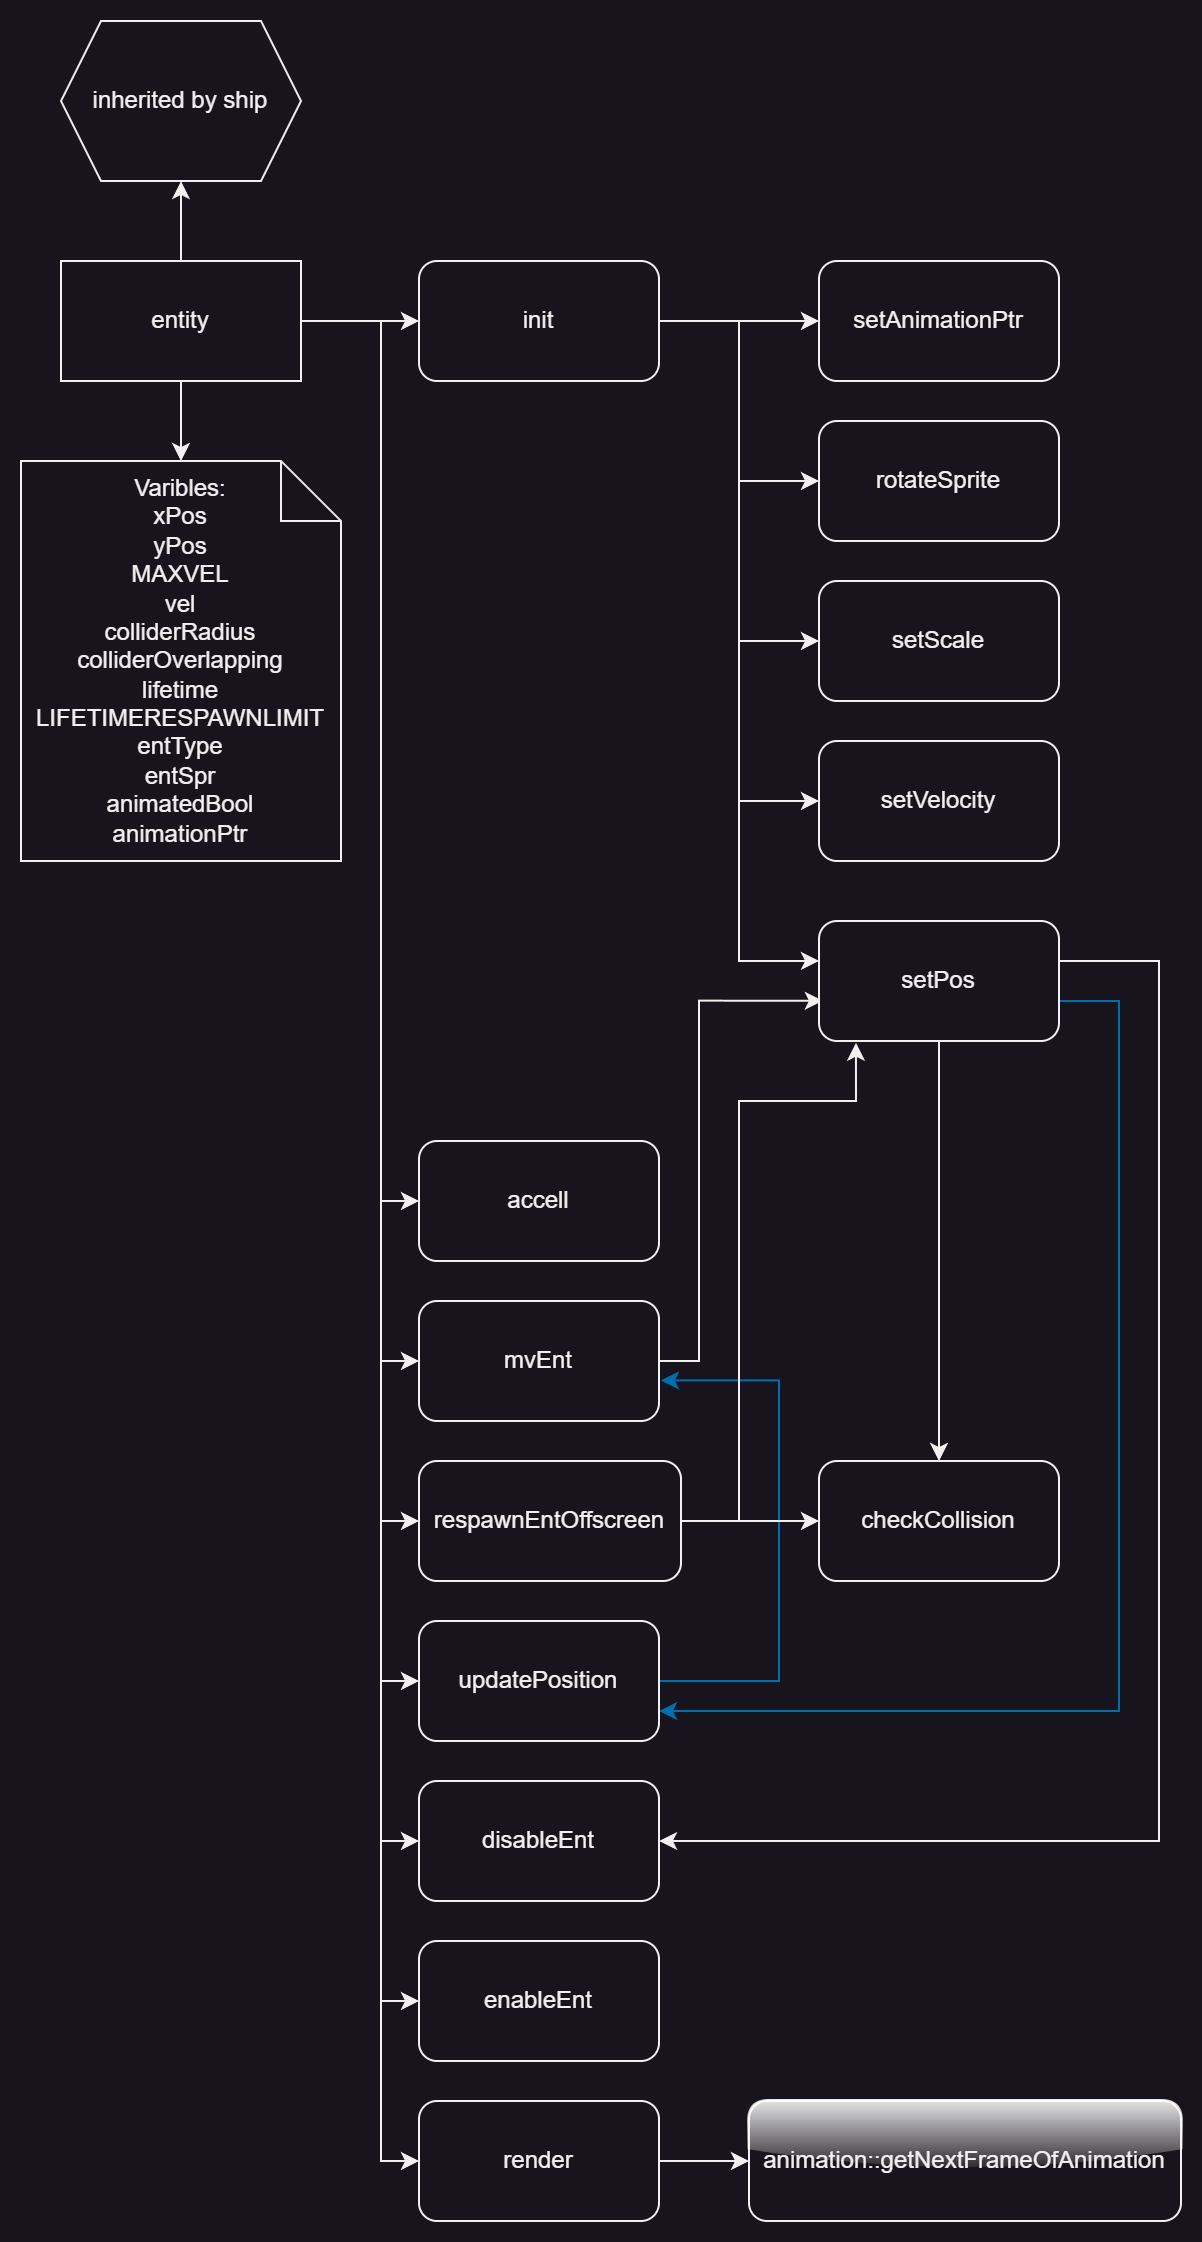 inherited by ship
entity
init
setAnimationPtr
rotateSprite
setScale
setVelocity
setPos
Varibles:
xPos
yPos
MAXVEL
vel
colliderRadius
colliderOverlapping
lifetime
LIFETIMERESPAWNLIMIT
entType
entSpr
animatedBool
animationPtr
accell
mvEnt
respawnEntOffscreen
checkCollision
updatePosition
disableEnt
enableEnt
render
animation::getNextFrameOfAnimation